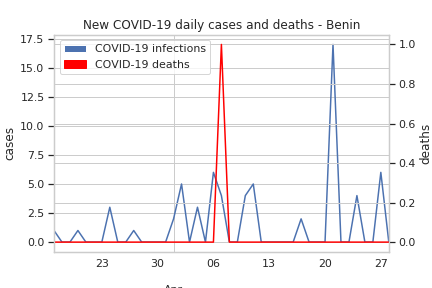 New COVID-19 daily cases and deaths - Benin
COVID-19 infections
COVID-19 deaths
17.5
15.0
12.5
10.0
7.5
5.0
2.5
0.0
cases
1.0
0.8
0.6
0.4
0.2
0.0
deaths
23 30 06 13 20 27